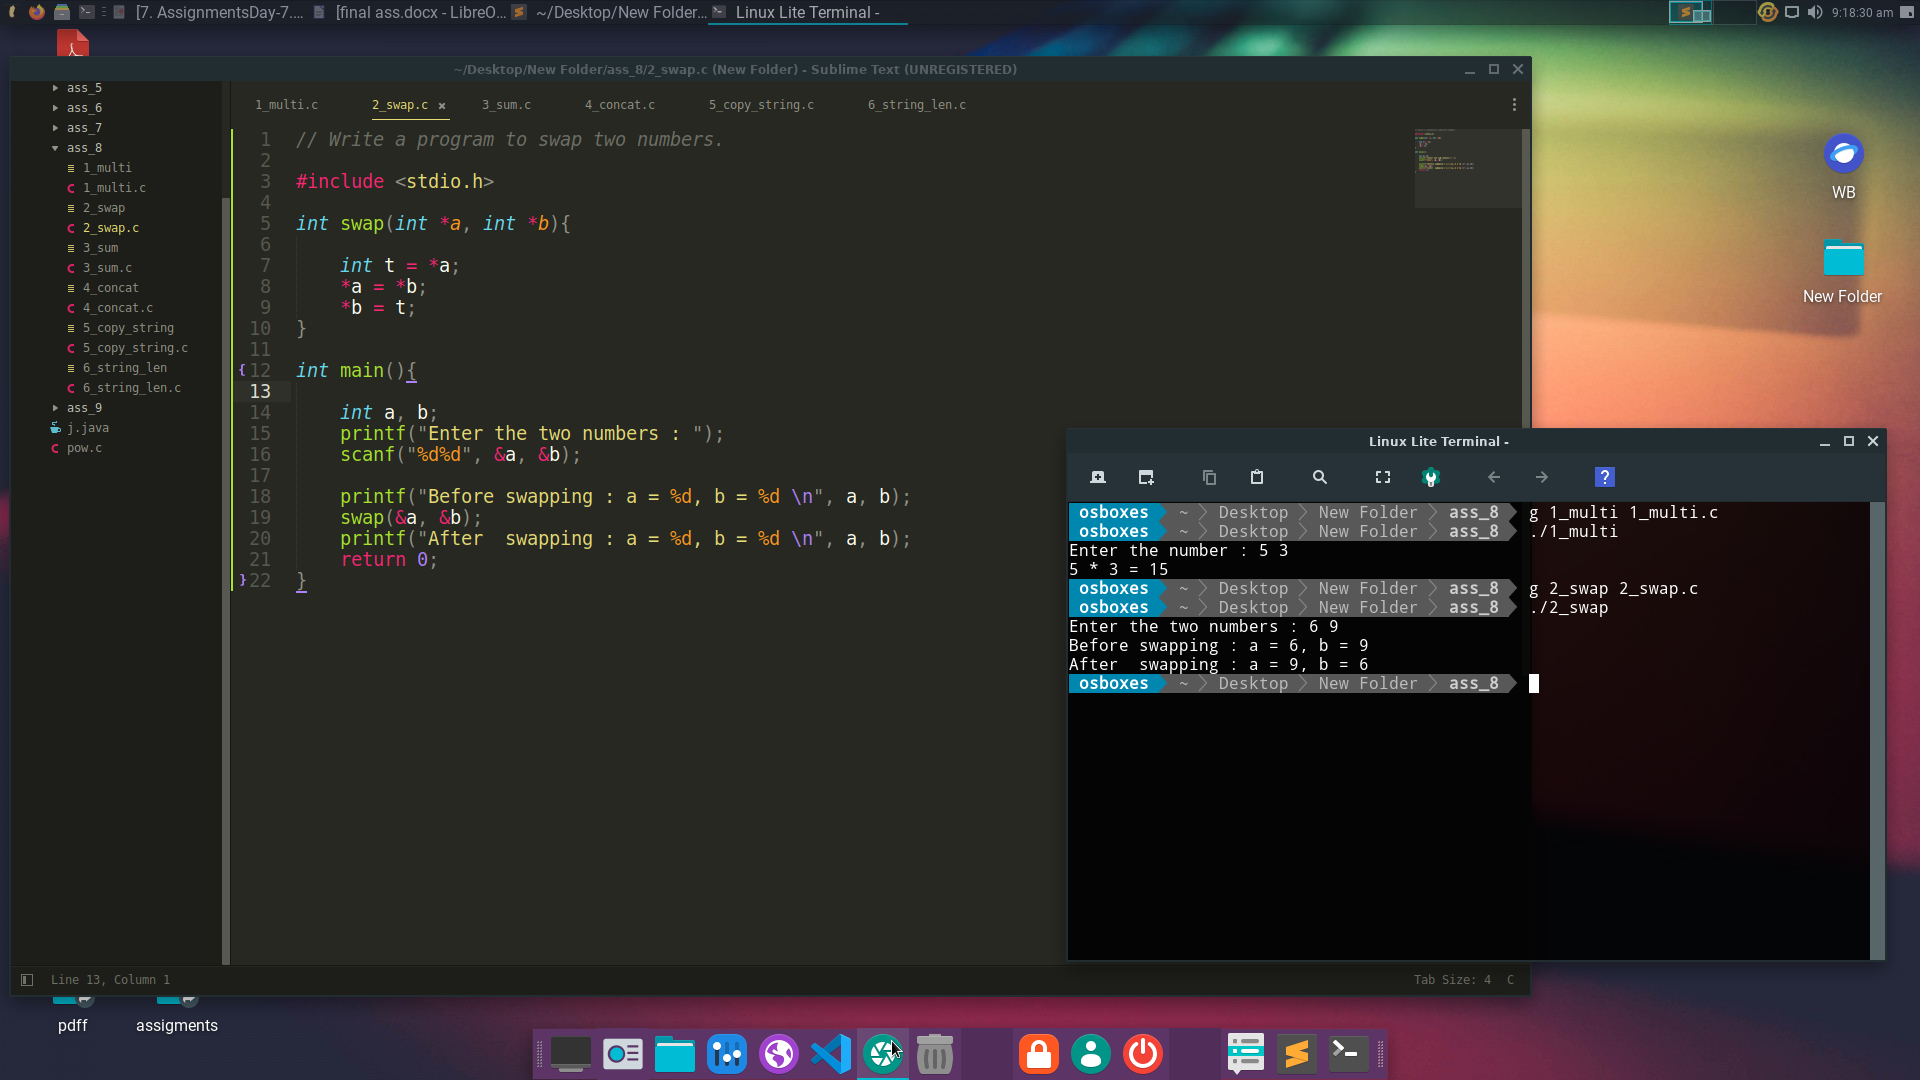 [7. AssignmentsDay-7....
[final ass.docx - LibreO...
~/Desktop/New Folder...
Linux Lite Terminal -
9:18:30 am
~/Desktop/New Folder/ass_8/2_swap.c (New Folder) - Sublime Text (UNREGISTERED)
ass_5
ass_6
ass_7
ass_8
1_multi
1_multi.c
2_swap
2_swap.c
3_sum
3_sum.c
4_concat
4_concat.c
5_copy_string
5_copy_string.c
6_string_len
6_string_len.c
ass_9
j.java
pow.c
1_multi.c 2_swap.c × 3_sum.c 4_concat.c 5_copy_string.c 6_string_len.c
1 // Write a program to swap two numbers.
2
3 #include <stdio.h>
4
5 int swap(int *a, int *b){
6
7 int t = *a;
8 *a = *b;
9 *b = t;
10 }
11
{ 12 int main(){
13
14 int a, b;
15 printf("Enter the two numbers : ");
16 scanf("%d%d", &a, &b);
17
18 printf("Before swapping : a = %d, b = %d \n", a, b);
19 swap(&a, &b);
20 printf("After  swapping : a = %d, b = %d \n", a, b);
21 return 0;
} 22 }
Line 13, Column 1
Tab Size: 4 C
Linux Lite Terminal -
?
osboxes ~ Desktop New Folder ass_8 g 1_multi 1_multi.c
osboxes ~ Desktop New Folder ass_8 ./1_multi
Enter the number : 5 3
5 * 3 = 15
osboxes ~ Desktop New Folder ass_8 g 2_swap 2_swap.c
osboxes ~ Desktop New Folder ass_8 ./2_swap
Enter the two numbers : 6 9
Before swapping : a = 6, b = 9
After  swapping : a = 9, b = 6
osboxes ~ Desktop New Folder ass_8
WB
New Folder
pdff
assigments